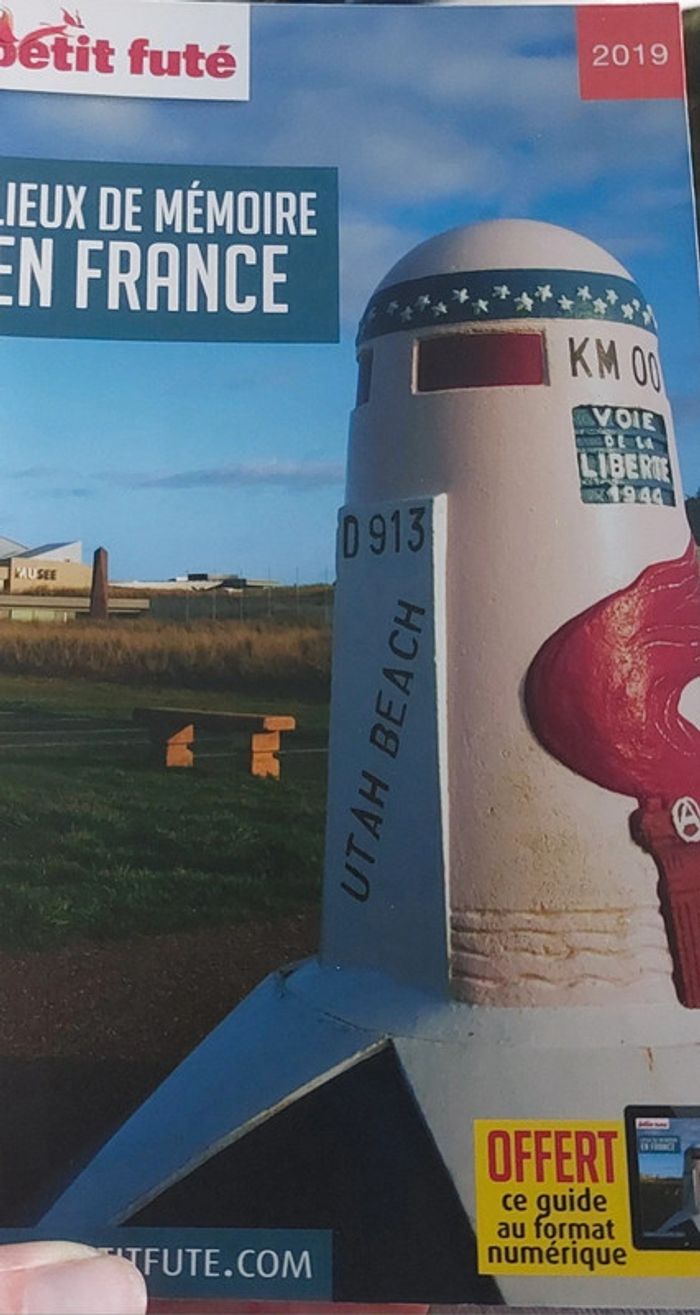 petit futé
2019
LIEUX DE MÉMOIRE
EN FRANCE
KM 00
VOIE
DE LA
LIBERTÉ
1944
D 913
MUSEE
UTAH BEACH
A
OFFERT
ce guide
au format
numérique
TITFUTE.COM